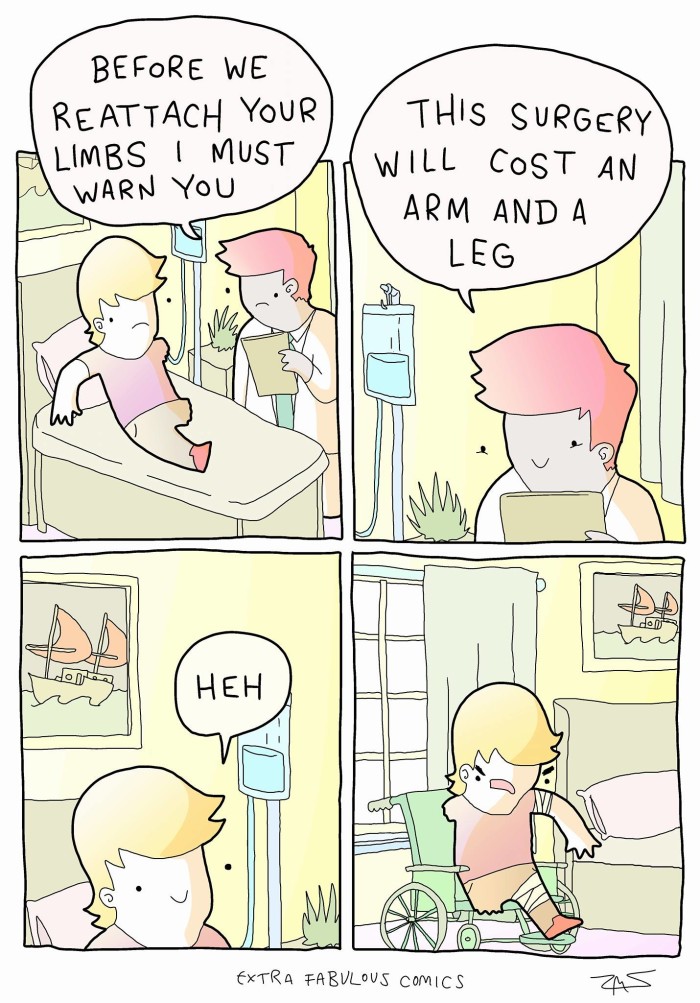 BEFORE WE
REATTACH YOUR
LIMBS I MUST
WARN YOU
THIS SURGERY
WILL COST AN
ARM AND A
LEG
HEH
EXTRA FABULOUS COMICS